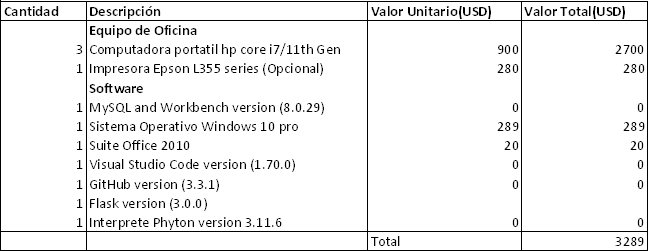 Cantidad Descripción Valor Unitario(USD) Valor Total(USD)
Equipo de Oficina
3 Computadora portatil hp core i7/11th Gen 900 2700
1 Impresora Epson L355 series (Opcional) 280 280
Software
1 MySQL and Workbench version (8.0.29) 0 0
1 Sistema Operativo Windows 10 pro 289 289
1 Suite Office 2010 20 20
1 Visual Studio Code version (1.70.0) 0 0
1 GitHub version (3.3.1) 0 0
1 Flask version (3.0.0)
1 Interprete Phyton version 3.11.6 0 0
Total 3289